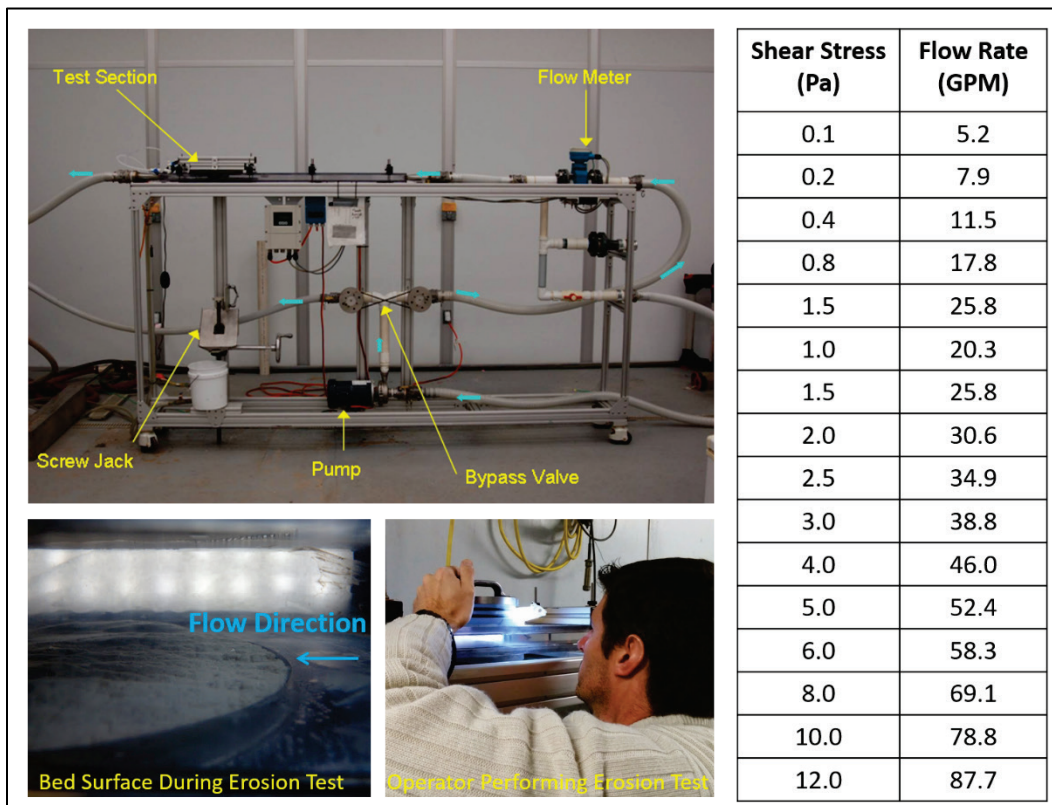 Test Section
Flow Meter
Screw Jack
Pump
Bypass Valve
Flow Direction
Bed Surface During Erosion Test
Operator Performing Erosion Test
Shear Stress (Pa) Flow Rate (GPM)
0.1 5.2
0.2 7.9
0.4 11.5
0.8 17.8
1.5 25.8
1.0 20.3
1.5 25.8
2.0 30.6
2.5 34.9
3.0 38.8
4.0 46.0
5.0 52.4
6.0 58.3
8.0 69.1
10.0 78.8
12.0 87.7